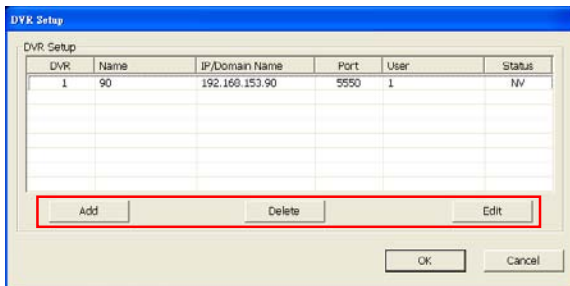 DVR Setup
DVR Setup
DVR Name IP/Domain Name Port User Status
1 90 192.168.153.90 5550 1 NV
Add Delete Edit
OK Cancel